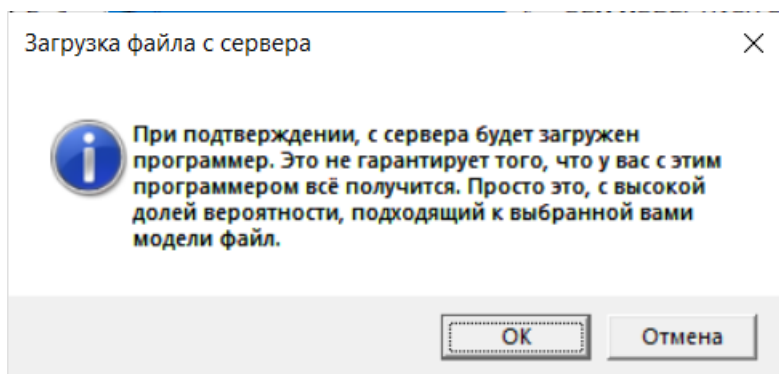 Загрузка файла с сервера
При подтверждении, с сервера будет загружен
программер. Это не гарантирует того, что у вас с этим
программером всё получится. Просто это, с высокой
долей вероятности, подходящий к выбранной вами
модели файл.
ОК
Отмена